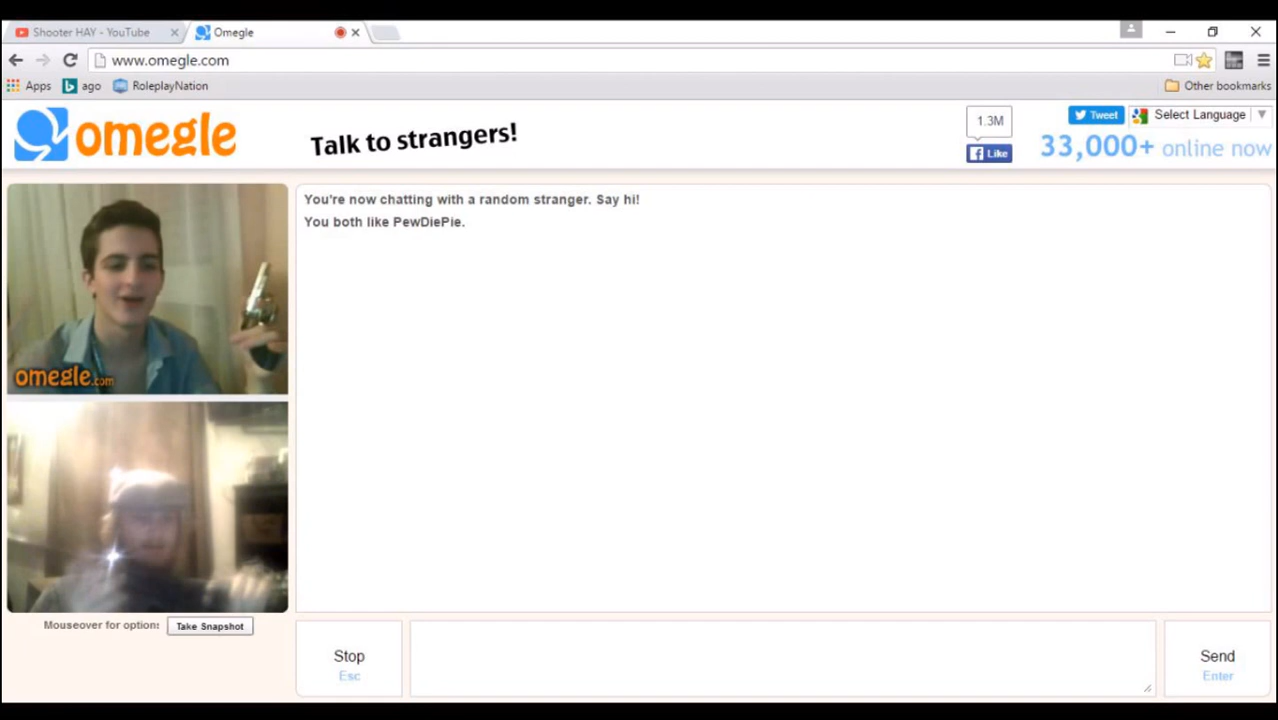 Shooter HAY - YouTube
Omegle
www.omegle.com
Apps
ago
RoleplayNation
Other bookmarks
omegle
Talk to strangers!
1.3M
Like
Tweet
Select Language
33,000+ online now
You're now chatting with a random stranger. Say hi!
You both like PewDiePie.
omegle.com
Mouseover for option:
Take Snapshot
Stop
Esc
Send
Enter